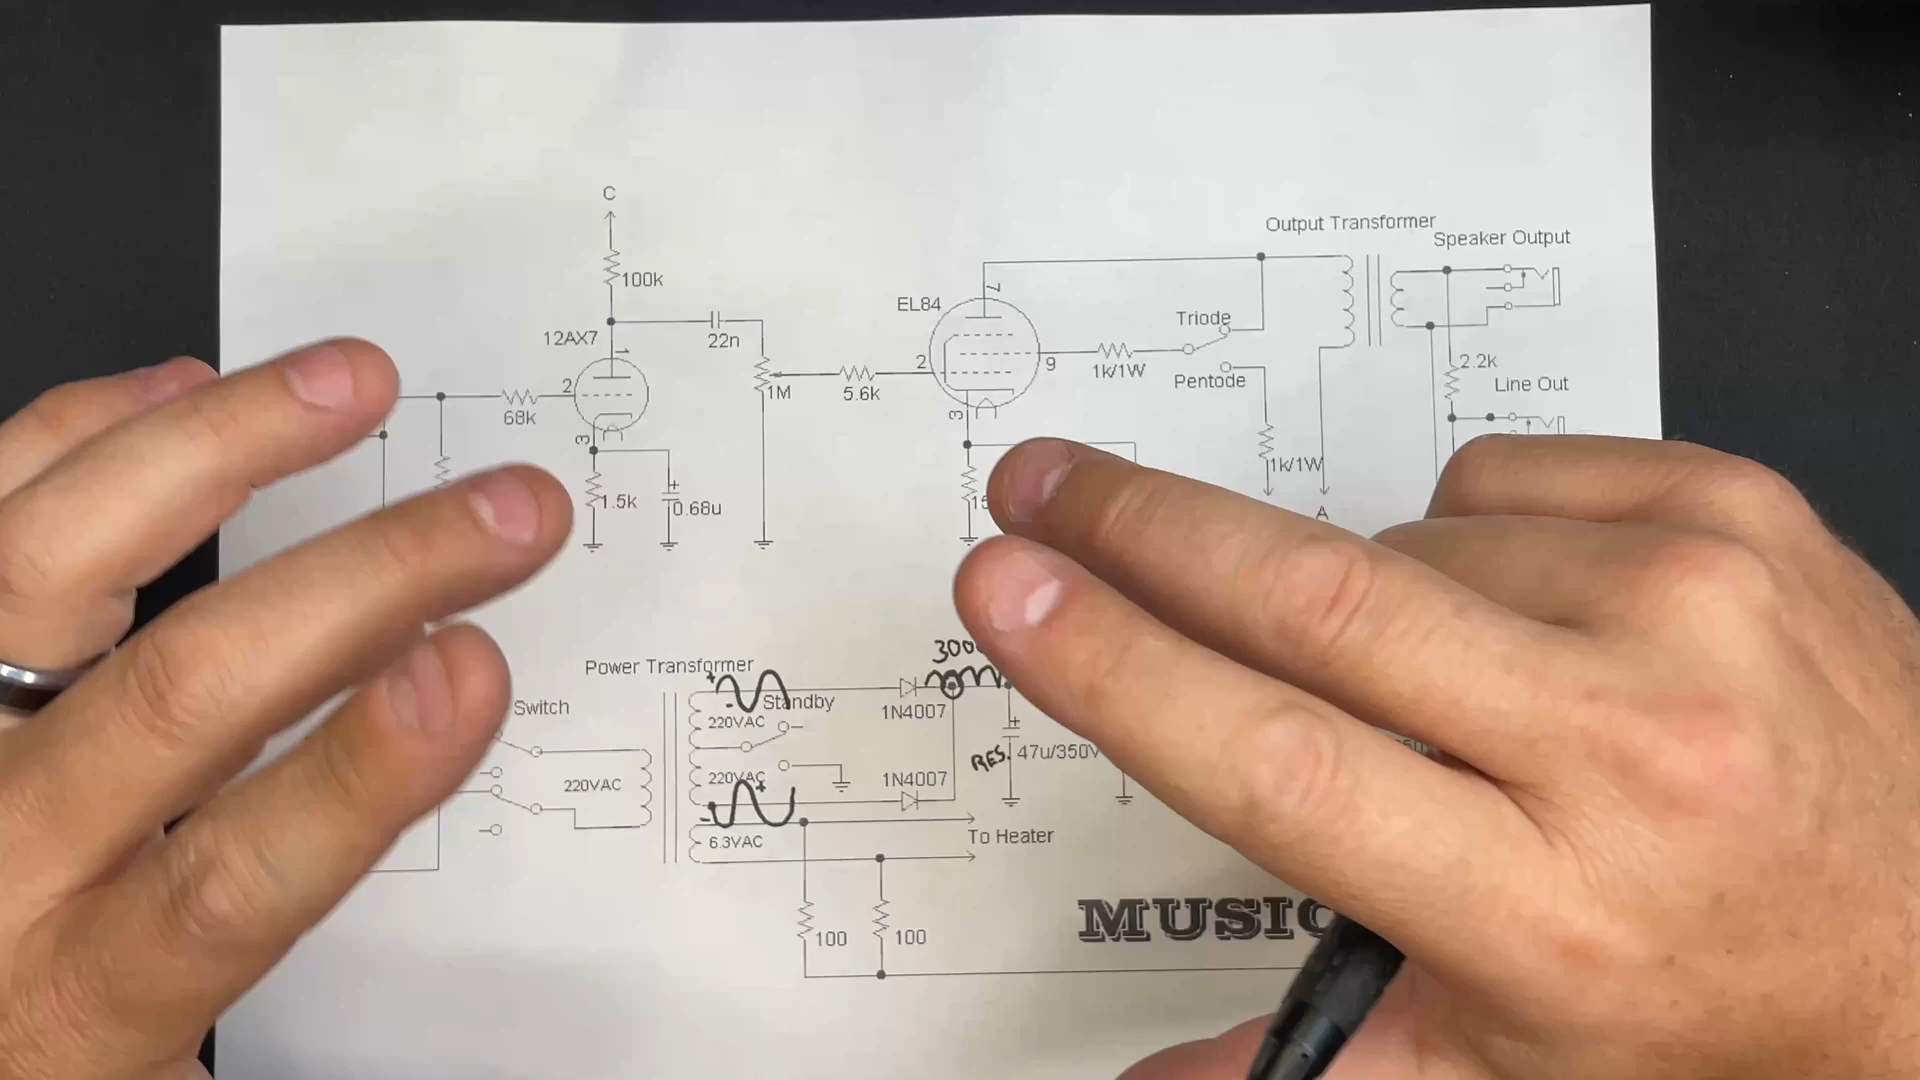 C
100k
Output Transformer
Speaker Output
12AX7
1
22n
EL84
7
Triode
2
68k
3
1M
5.6k
2
9
1k/1W
Pentode
3
2.2k
Line Out
1.5k
0.68u
1k/1W
A
Power Transformer
Switch
+
-
220VAC
Standby
1N4007
RES.
+
47u/350V
220VAC
220VAC
+
-
1N4007
6.3VAC
To Heater
100
100
MUSIC